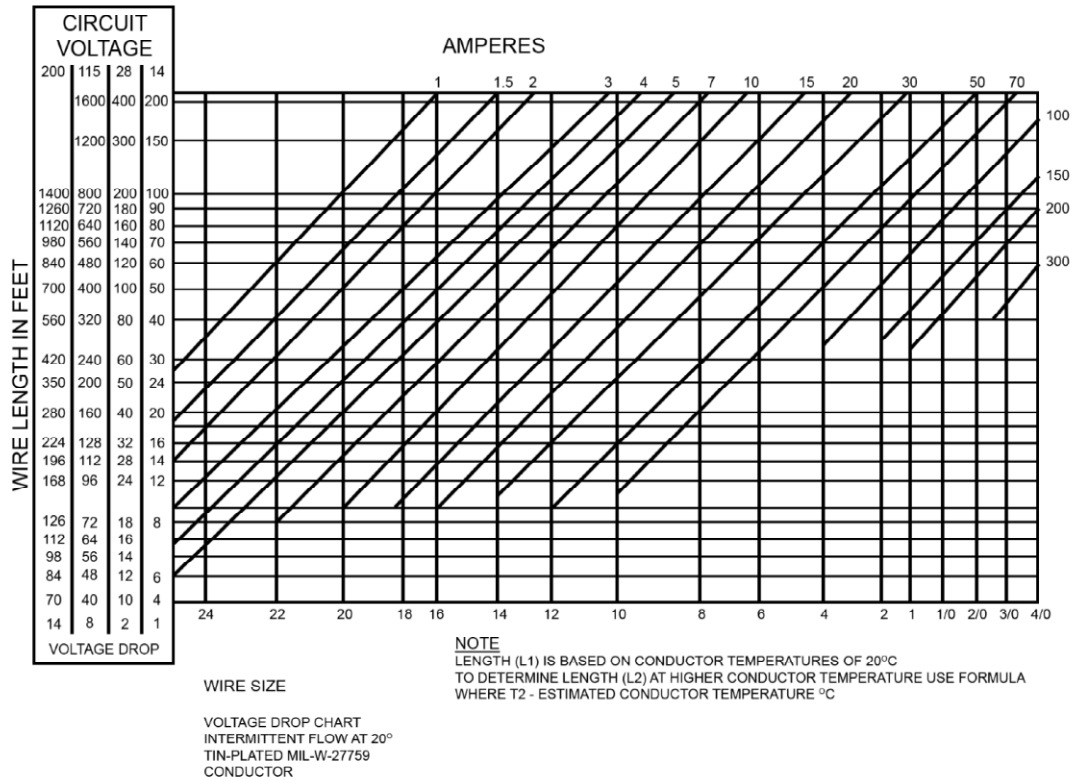 CIRCUIT
VOLTAGE
AMPERES
200 115 28 14
1 1.5 2 3 4 5 7 10 15 20 30 50 70
1600 400 200
100
1200 300 150
150
1400 800 200 100
1260 720 180 90
200
1120 640 160 80
980 560 140 70
840 480 120 60
300
700 400 100 50
560 320 80 40
420 240 60 30
350 200 50 24
280 160 40 20
224 128 32 16
196 112 28 14
168 96 24 12
126 72 18 8
112 64 16
98 56 14
84 48 12 6
70 40 10 4
14 8 2 1
WIRE LENGTH IN FEET
24 22 20 18 16 14 12 10 8 6 4 2 1 1/0 2/0 3/0 4/0
VOLTAGE DROP
NOTE
LENGTH (L1) IS BASED ON CONDUCTOR TEMPERATURES OF 20°C
TO DETERMINE LENGTH (L2) AT HIGHER CONDUCTOR TEMPERATURE USE FORMULA
WHERE T2 - ESTIMATED CONDUCTOR TEMPERATURE °C
WIRE SIZE
VOLTAGE DROP CHART
INTERMITTENT FLOW AT 20°
TIN-PLATED MIL-W-27759
CONDUCTOR